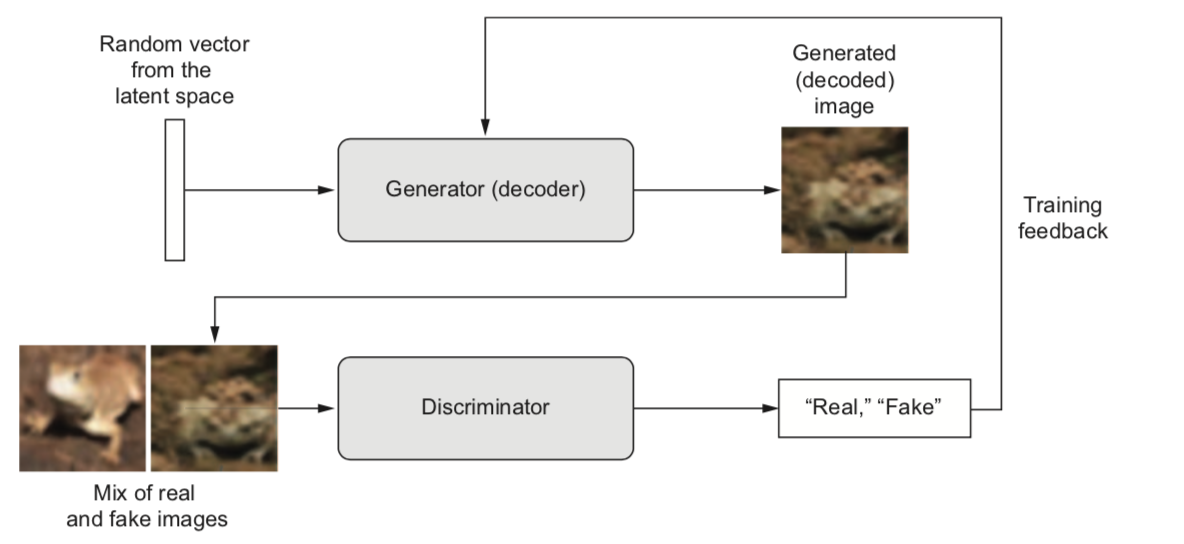 Random vector
from the
latent space
Generator (decoder)
Generated
(decoded)
image
Training
feedback
Mix of real
and fake images
Discriminator
“Real,” “Fake”